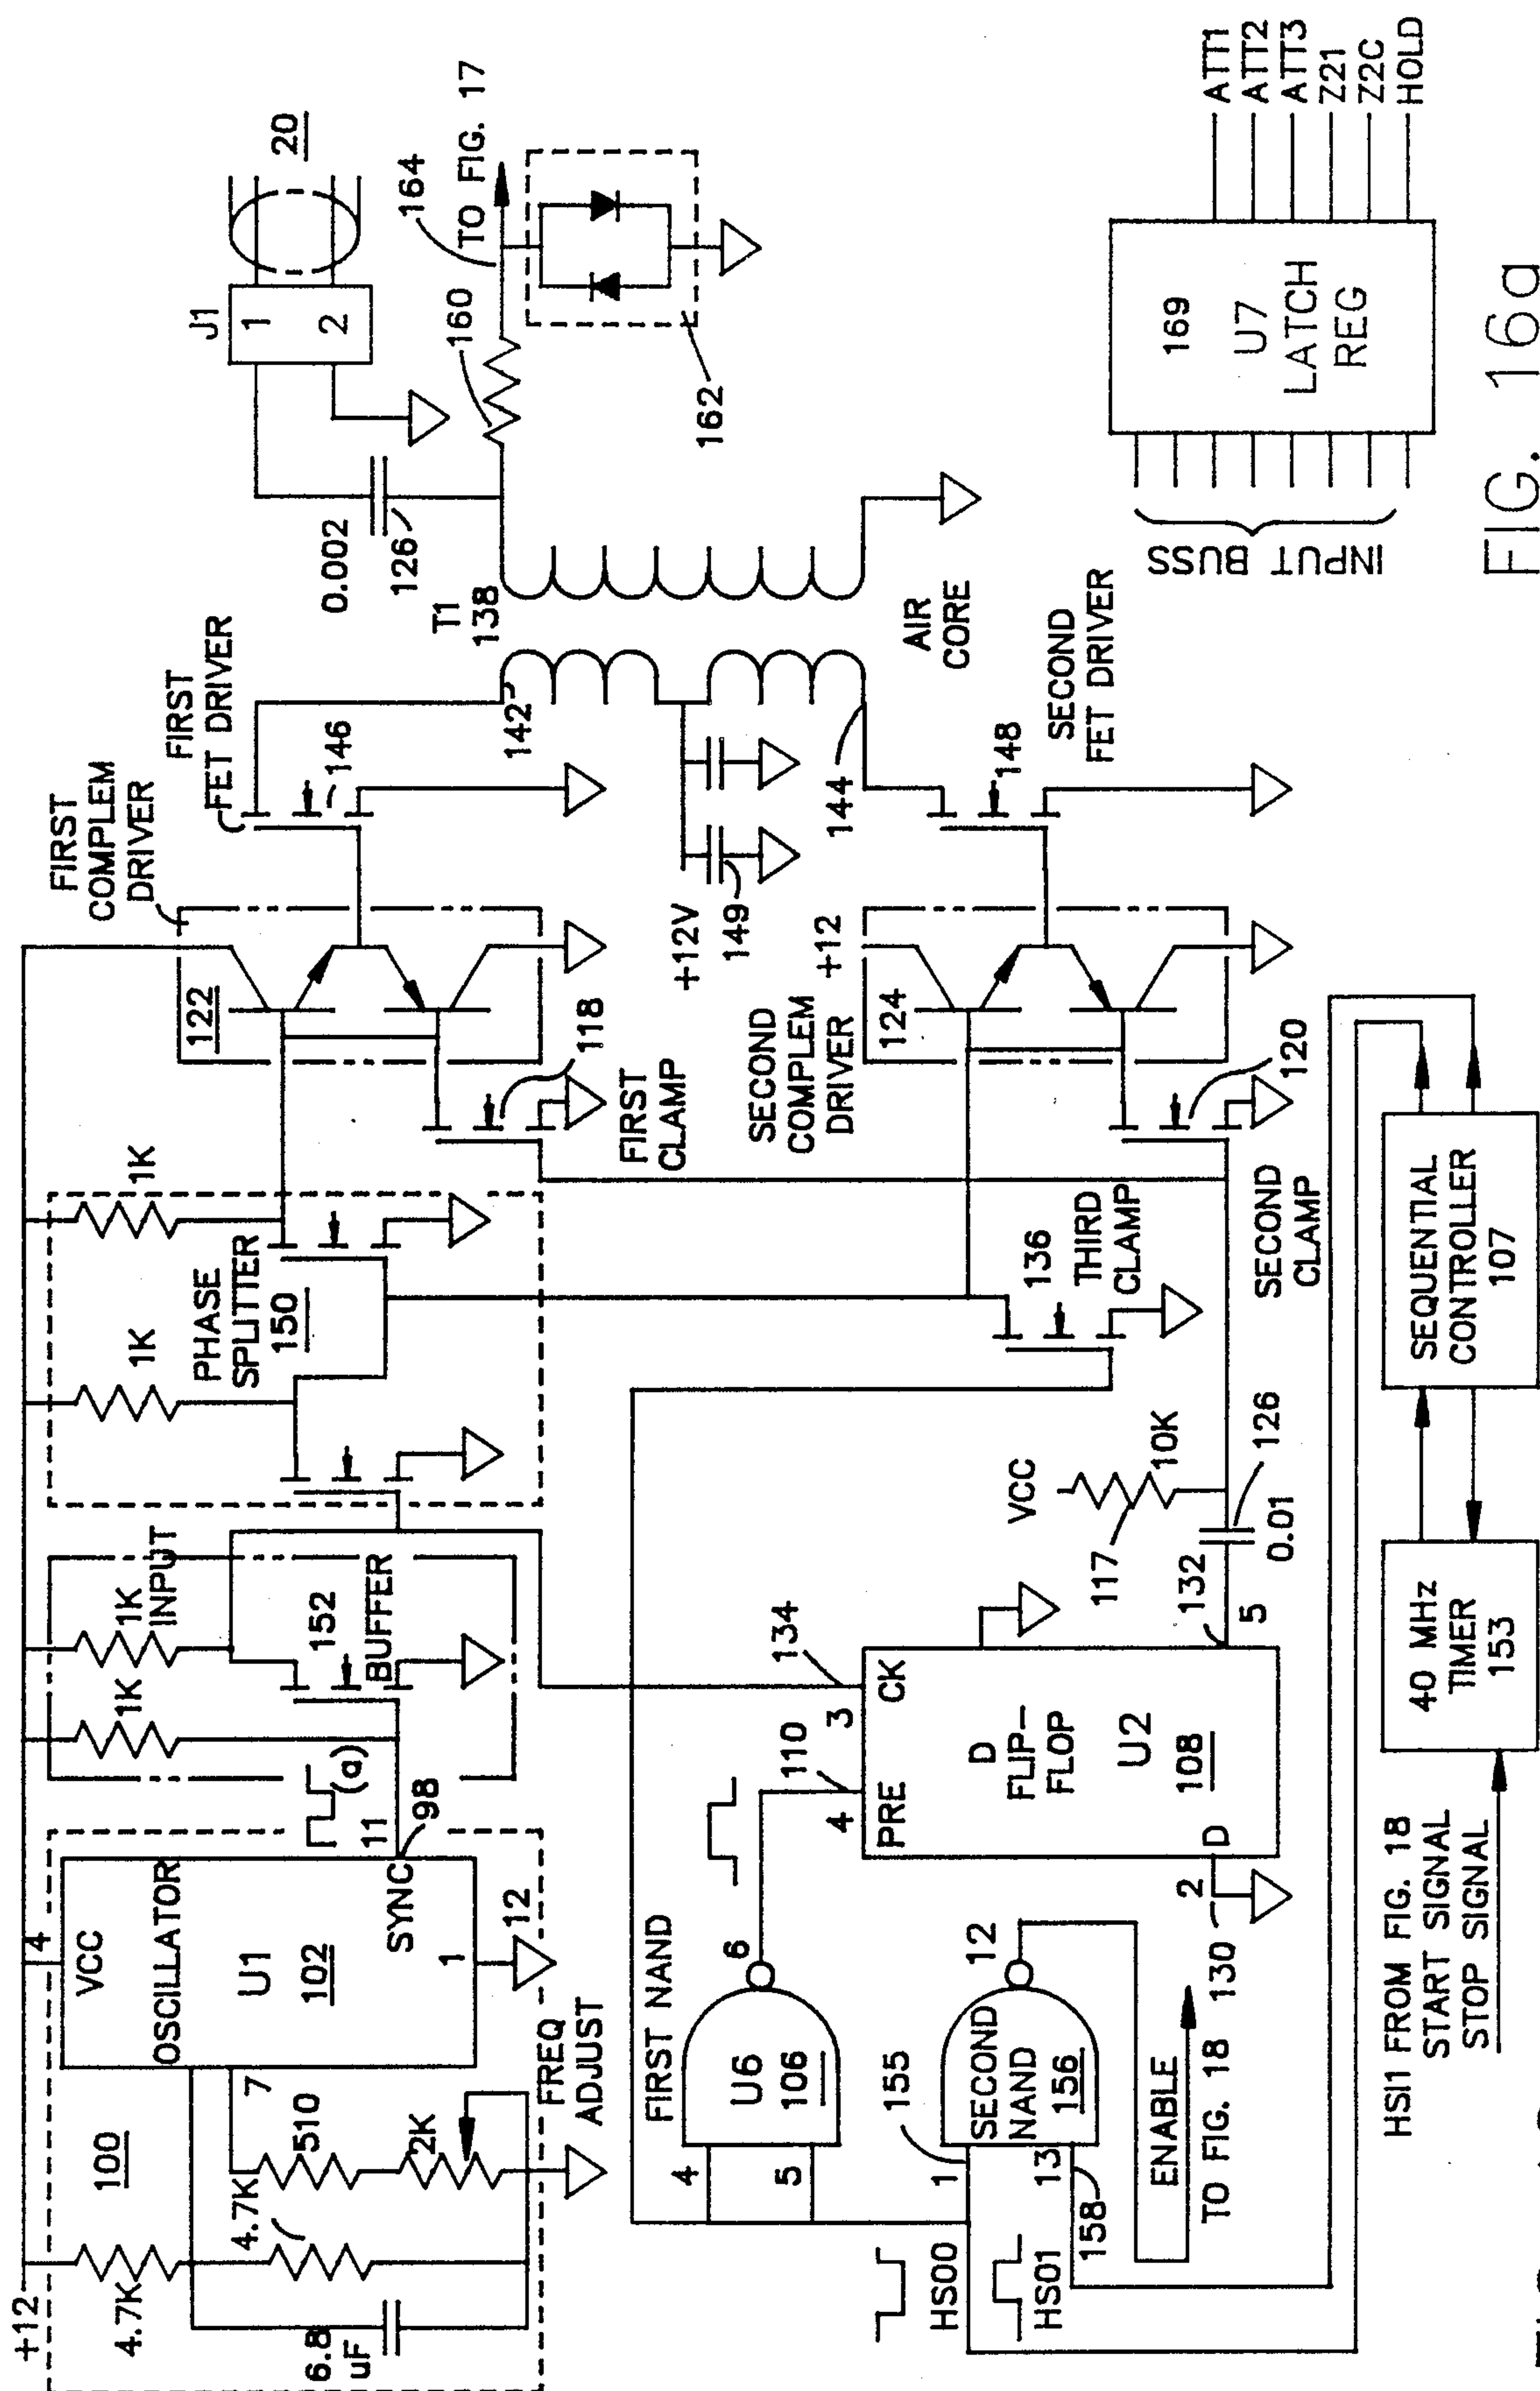 +12
4.7K
6.8
uF
100
4.7K
510
2K
FREQ
ADJUST
7
4
VCC
OSCILLATOR
U1
102
SYNC
1
12
11
98
(a)
1K
1K
INPUT
152
BUFFER
1K
PHASE
SPLITTER
150
1K
FIRST
COMPLEM
DRIVER
122
118
FIRST
CLAMP
FIRST
FET DRIVER
146
142
T1
138
0.002
126
J1
1
2
20
160
164
TO FIG. 17
162
+12V
149
144
AIR
CORE
SECOND
COMPLEM
DRIVER
+12
124
120
148
SECOND
FET DRIVER
136
THIRD
CLAMP
SECOND
CLAMP
VCC
10K
117
126
0.01
132
5
134
3
CK
110
4
PRE
D
FLIP-
FLOP
U2
108
D
2
130
FIRST NAND
4
5
U6
106
6
155
1
13
158
SECOND
NAND
156
12
ENABLE
TO FIG. 18
HSO0
HSO1
HSI1 FROM FIG. 18
START SIGNAL
STOP SIGNAL
40 MHz
TIMER
153
SEQUENTIAL
CONTROLLER
107
INPUT BUSS
169
U7
LATCH
REG
ATT1
ATT2
ATT3
Z21
Z2C
HOLD
FIG. 16a